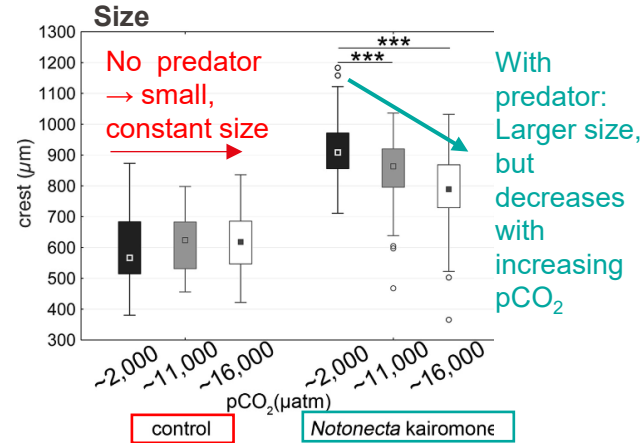 Size
1300
1200
1100
1000
900
800
700
600
500
400
300
crest (µm)
No predator
→ small,
constant size
***
***
With
predator:
Larger size,
but
decreases
with
increasing
pCO₂
~2,000
~11,000
~16,000
~2,000
~11,000
~16,000
pCO₂(µatm)
control
Notonecta kairomone